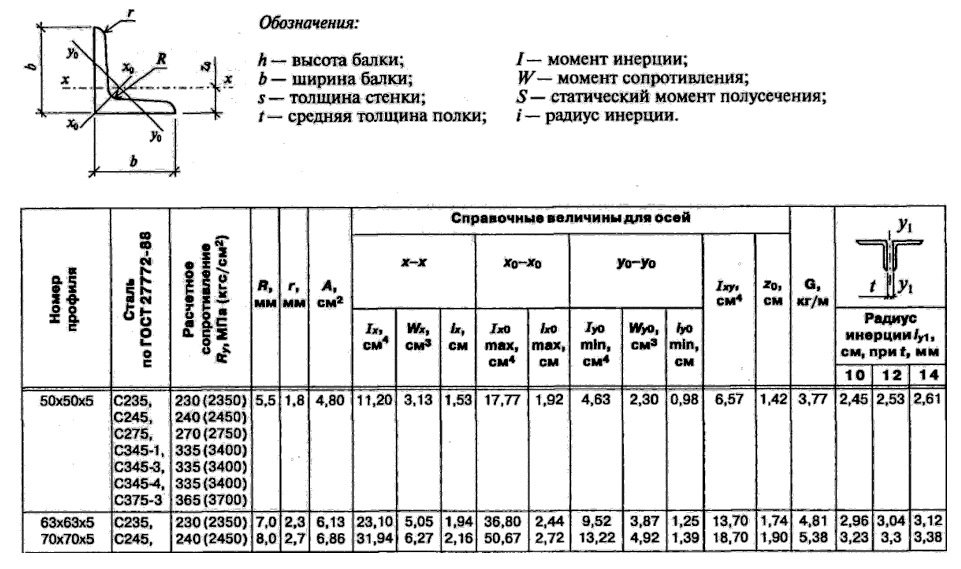 Обозначения:
h — высота балки;
b — ширина балки;
s — толщина стенки;
t — средняя толщина полки;
I — момент инерции;
W — момент сопротивления;
S — статический момент полусечения;
i — радиус инерции.
r
y₀
x₀
R
z₀
b
x
x
x₀
y₀
b
Номер профиля
Сталь по ГОСТ 27772-88
Расчетное сопротивление Ry, МПа (кгс/см²)
R, мм
r, мм
A, см²
Справочные величины для осей
x–x
x₀–x₀
y₀–y₀
Ixy, см⁴
z₀, см
G, кг/м
y₁
t
y₁
Ix, см⁴
Wx, см³
ix, см
Ix0 max, см⁴
ix0 max, см
Iy0 min, см⁴
Wy0, см³
iy0 min, см
Радиус инерции iy1, см, при t, мм
10 12 14
50x50x5 C235, 230 (2350) 5,5 1,8 4,80 11,20 3,13 1,53 17,77 1,92 4,63 2,30 0,98 6,57 1,42 3,77 2,45 2,53 2,61
C245, 240 (2450)
C275, 270 (2750)
C345-1, 335 (3400)
C345-3, 335 (3400)
C345-4, 335 (3400)
C375-3 365 (3700)
63x63x5 C235, 230 (2350) 7,0 2,3 6,13 23,10 5,05 1,94 36,80 2,44 9,52 3,87 1,25 13,70 1,74 4,81 2,96 3,04 3,12
70x70x5 C245, 240 (2450) 8,0 2,7 6,86 31,94 6,27 2,16 50,67 2,72 13,22 4,92 1,39 18,70 1,90 5,38 3,23 3,3 3,38